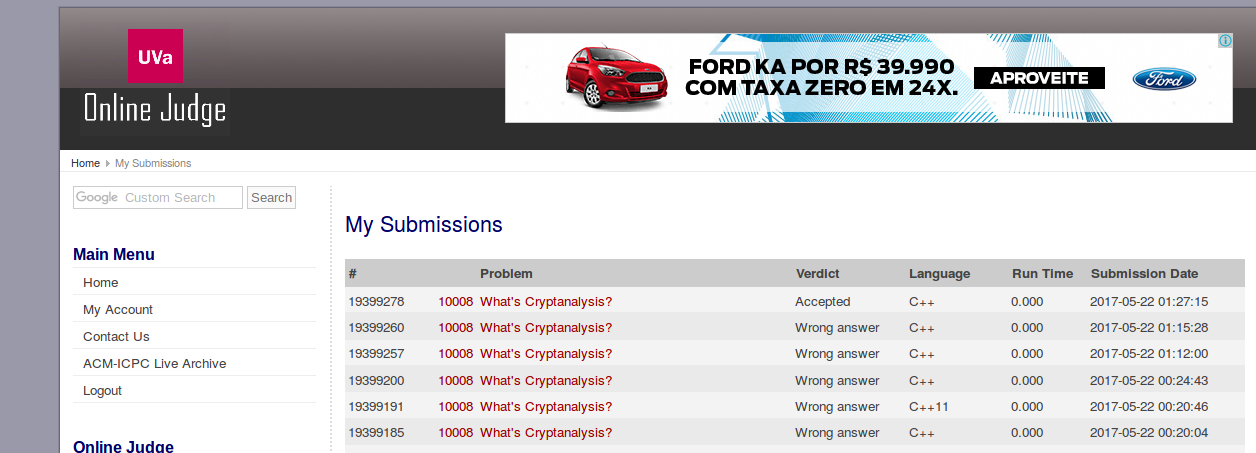 UVa
Online Judge
FORD KA POR R$ 39.990
COM TAXA ZERO EM 24X.
APROVEITE
Ford
Home My Submissions
Google Custom Search Search
Main Menu
Home
My Account
Contact Us
ACM-ICPC Live Archive
Logout
Online Judge
My Submissions
# Problem Verdict Language Run Time Submission Date
19399278 10008 What's Cryptanalysis? Accepted C++ 0.000 2017-05-22 01:27:15
19399260 10008 What's Cryptanalysis? Wrong answer C++ 0.000 2017-05-22 01:15:28
19399257 10008 What's Cryptanalysis? Wrong answer C++ 0.000 2017-05-22 01:12:00
19399200 10008 What's Cryptanalysis? Wrong answer C++ 0.000 2017-05-22 00:24:43
19399191 10008 What's Cryptanalysis? Wrong answer C++11 0.000 2017-05-22 00:20:46
19399185 10008 What's Cryptanalysis? Wrong answer C++ 0.000 2017-05-22 00:20:04